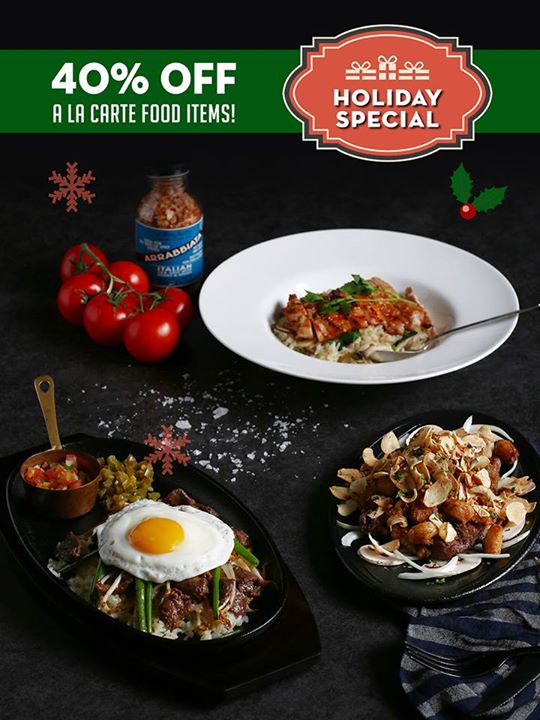 40% OFF
A LA CARTE FOOD ITEMS!
HOLIDAY
SPECIAL
ARRABBIATA
ITALIAN